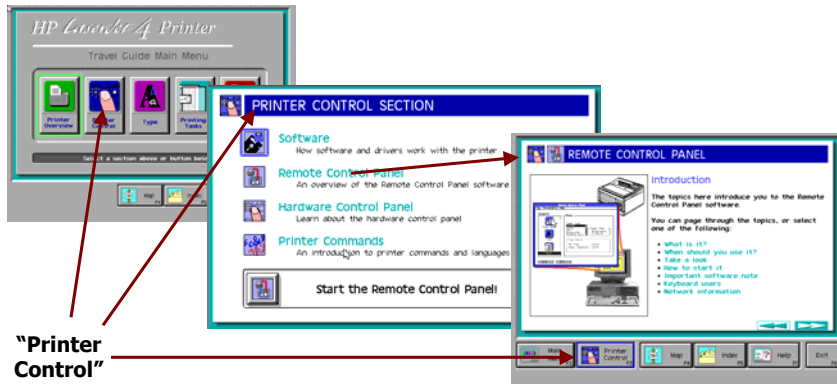 HP LaserJet 4 Printer
Travel Guide Main Menu
Printer
Overview
Printer
Control
Type
Printing
Tasks
Select a section above or button
Map
Index
PRINTER CONTROL SECTION
Software
How software and drivers work with the printer
Remote Control Panel
An overview of the Remote Control Panel software
Hardware Control Panel
Learn about the hardware control panel
Printer Commands
An introduction to printer commands and languages
Start the Remote Control Panel!
REMOTE CONTROL PANEL
Introduction
The topics here introduce you to the Remote
Control Panel software.
You can page through the topics, or select
one of the following:
• What is it?
• When should you use it?
• Take a look
• How to start it
• Important software note
• Keyboard users
• Network information
Main
Printer
Control
Map
Index
Help
Exit
“Printer
Control”